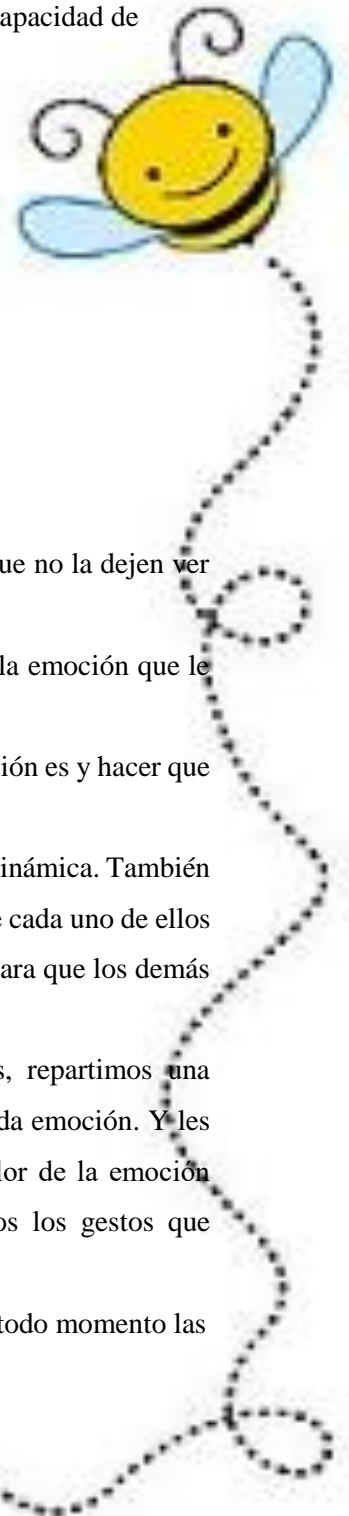 apacidad de
ue no la dejen ver
la emoción que le
ión es y hacer que
inámica. También
e cada uno de ellos
ara que los demás
s, repartimos una
da emoción. Y les
lor de la emoción
os los gestos que
todo momento las